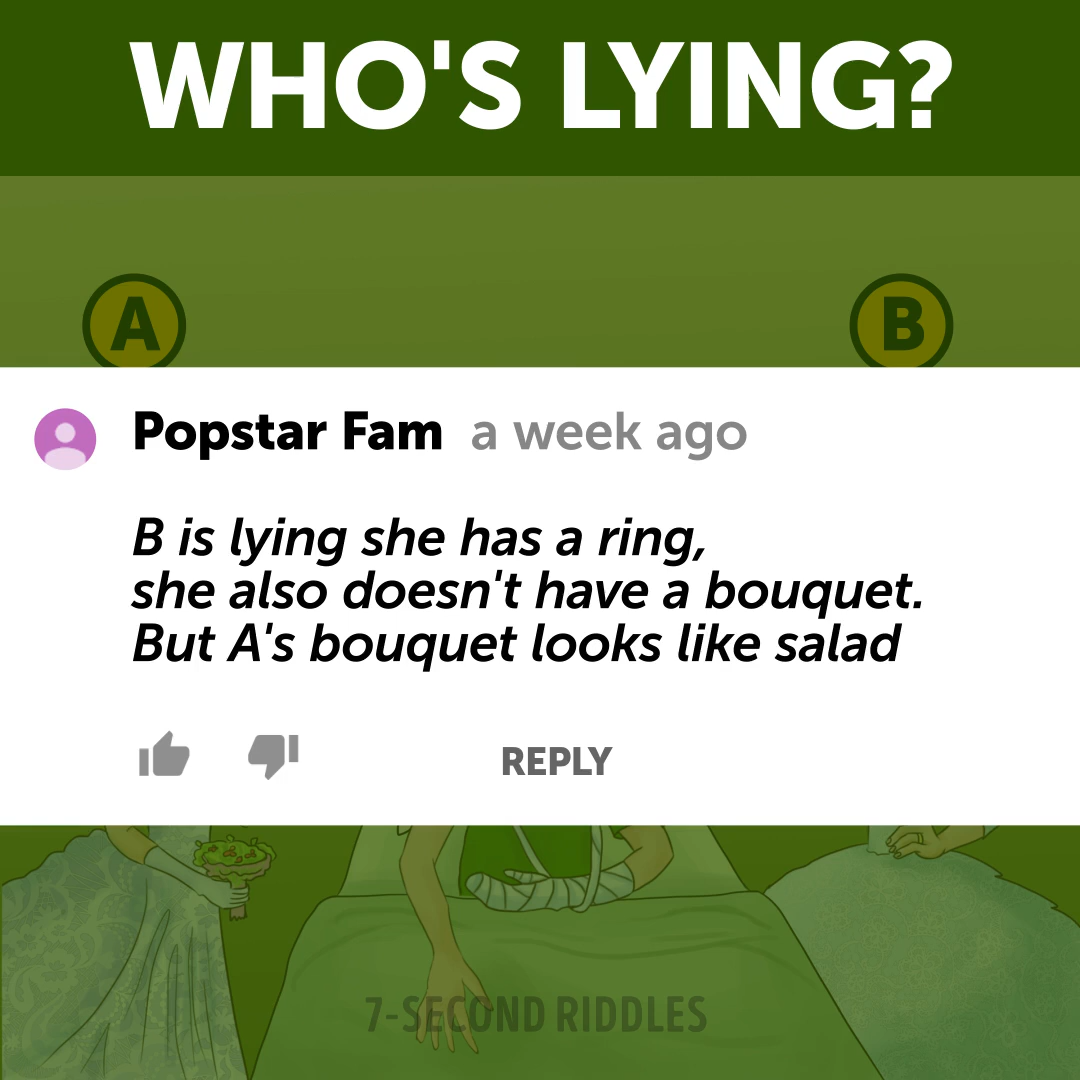 WHO'S LYING?
A
B
Popstar Fam a week ago
B is lying she has a ring,
she also doesn't have a bouquet.
But A's bouquet looks like salad
REPLY
7-SECOND RIDDLES